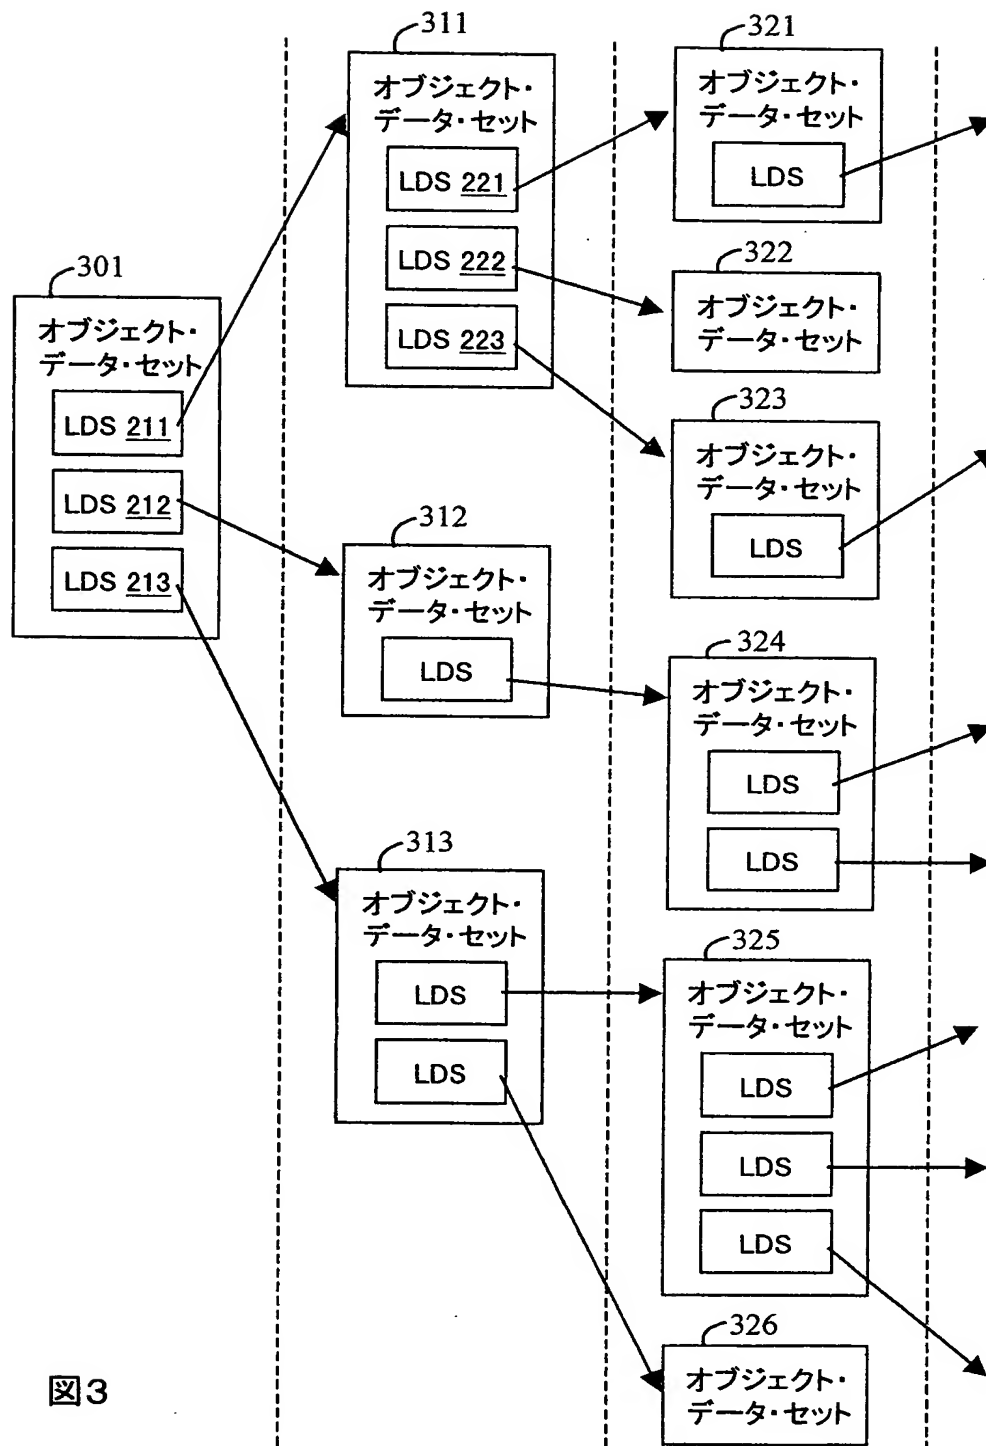 301
オブジェクト・
データ・セット
LDS 211
LDS 212
LDS 213
311
オブジェクト・
データ・セット
LDS 221
LDS 222
LDS 223
312
オブジェクト・
データ・セット
LDS
313
オブジェクト・
データ・セット
LDS
LDS
321
オブジェクト・
データ・セット
LDS
322
オブジェクト・
データ・セット
323
オブジェクト・
データ・セット
LDS
324
オブジェクト・
データ・セット
LDS
LDS
325
オブジェクト・
データ・セット
LDS
LDS
LDS
326
オブジェクト・
データ・セット
図3